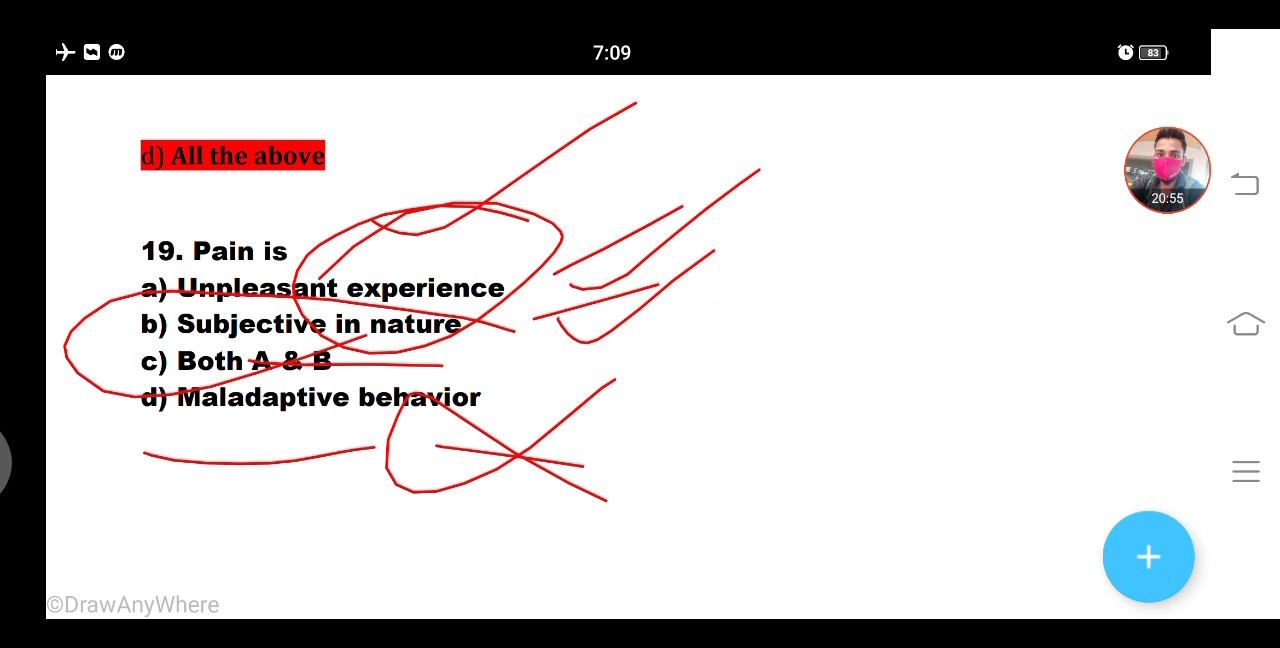 7:09
83
d) All the above
20:55
19. Pain is
a) Unpleasant experience
b) Subjective in nature
c) Both A & B
d) Maladaptive behavior
©DrawAnyWhere